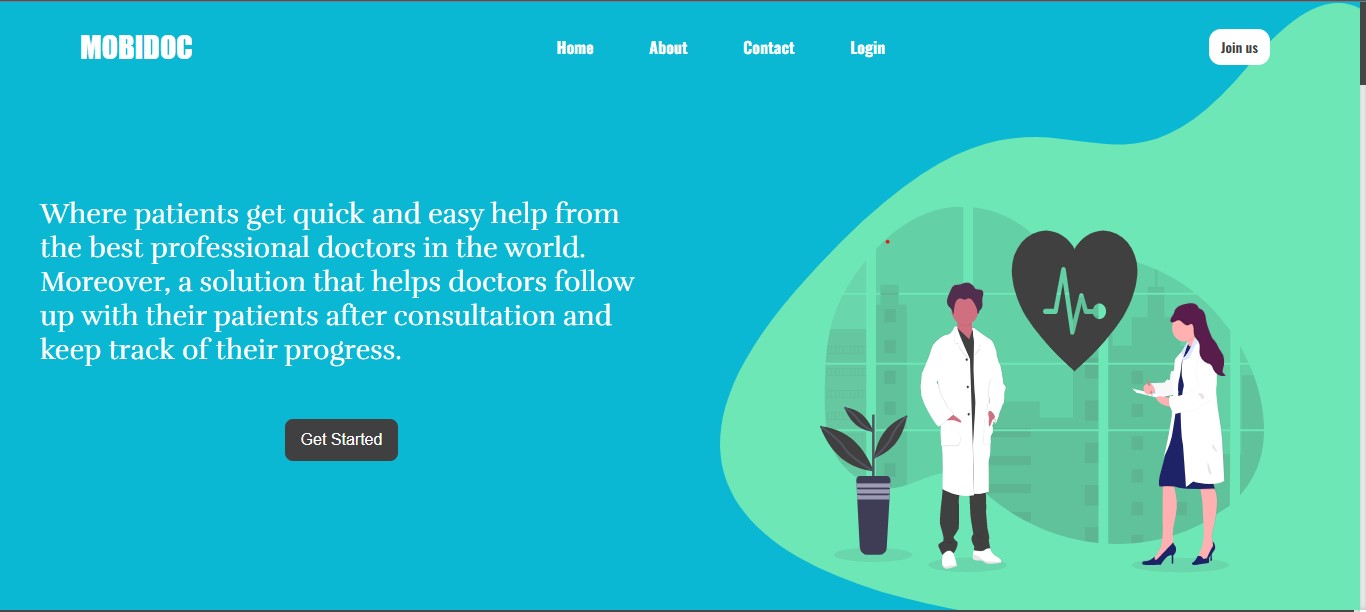 MOBIDOC
Home About Contact Login
Join us
Where patients get quick and easy help from
the best professional doctors in the world.
Moreover, a solution that helps doctors follow
up with their patients after consultation and
keep track of their progress.
Get Started